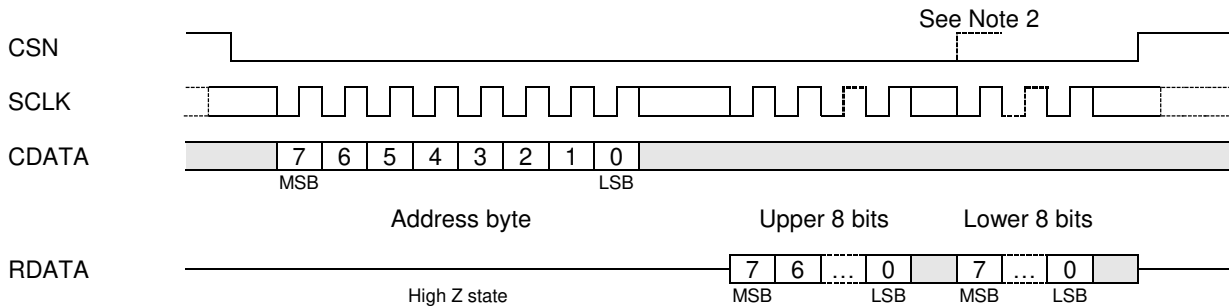 See Note 2
CSN
SCLK
CDATA 7 6 5 4 3 2 1 0
MSB LSB
Address byte Upper 8 bits Lower 8 bits
RDATA 7 6 … 0 7 … 0
High Z state MSB LSB MSB LSB